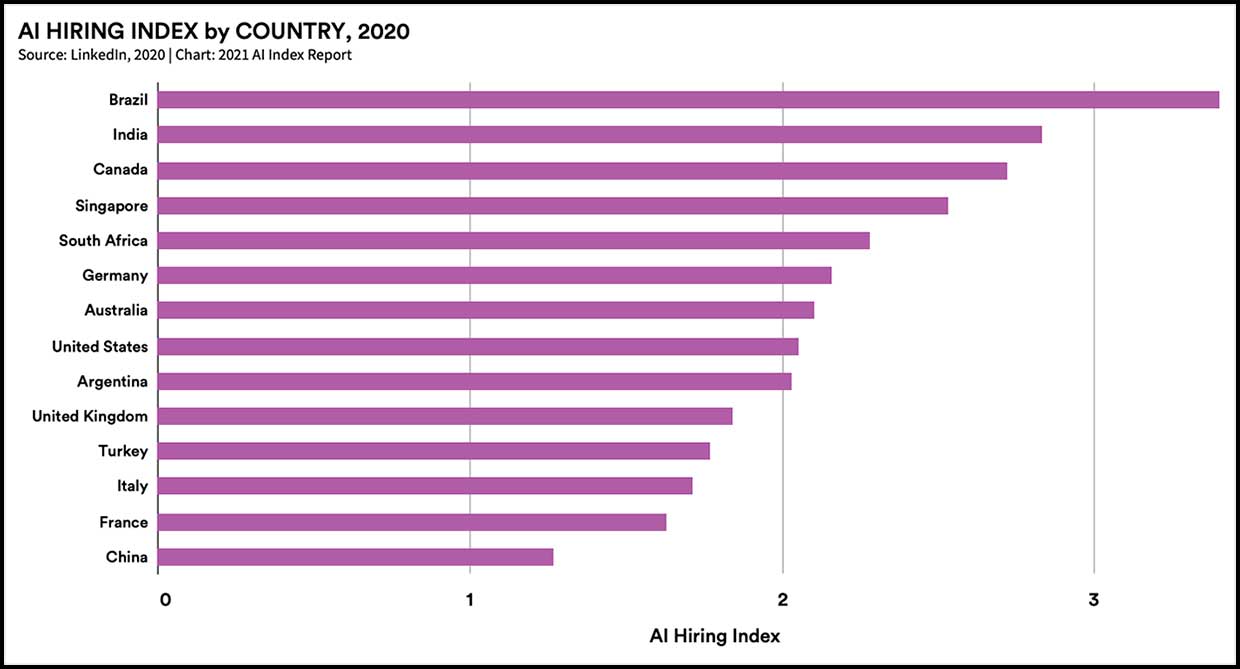 AI HIRING INDEX by COUNTRY, 2020
Source: LinkedIn, 2020 | Chart: 2021 AI Index Report
Brazil
India
Canada
Singapore
South Africa
Germany
Australia
United States
Argentina
United Kingdom
Turkey
Italy
France
China
0 1 2 3
AI Hiring Index